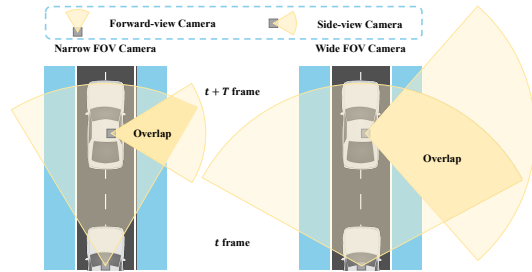 Forward-view Camera
Side-view Camera
Narrow FOV Camera
Wide FOV Camera
t + T frame
Overlap
Overlap
t frame